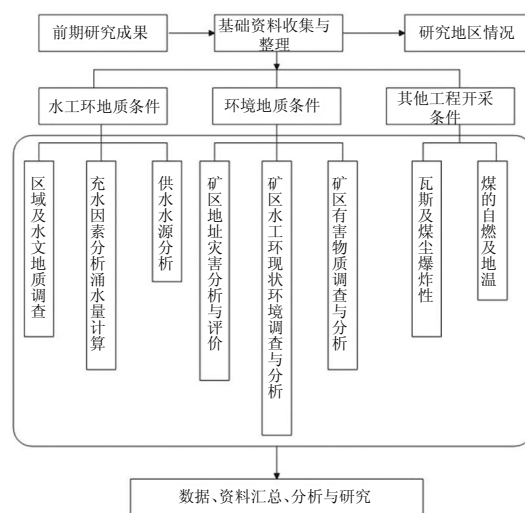 前期研究成果
基础资料收集与
整理
研究地区情况
水工环地质条件
环境地质条件
其他工程开采
条件
区域及水文地质调查
充水因素分析涌水量计算
供水水源分析
矿区地址灾害分析与评价
矿区水工环现状环境调查与分析
矿区有害物质调查与分析
瓦斯及煤尘爆炸性
煤的自燃及地温
数据、资料汇总、分析与研究